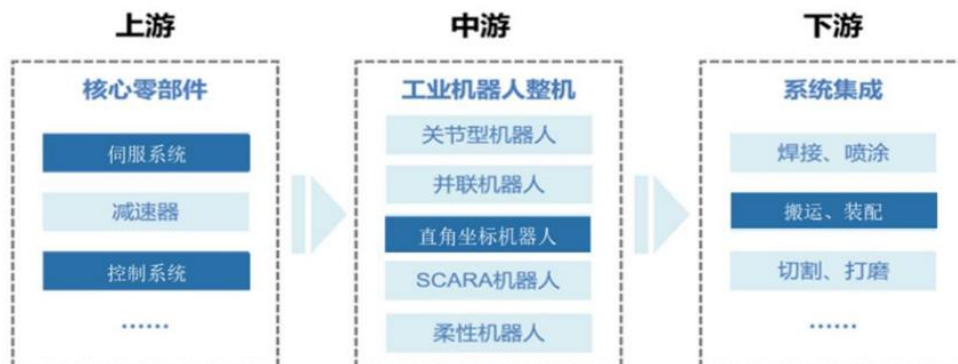 上游
核心零部件
伺服系统
减速器
控制系统
……
中游
工业机器人整机
关节型机器人
并联机器人
直角坐标机器人
SCARA机器人
柔性机器人
下游
系统集成
焊接、喷涂
搬运、装配
切割、打磨
……